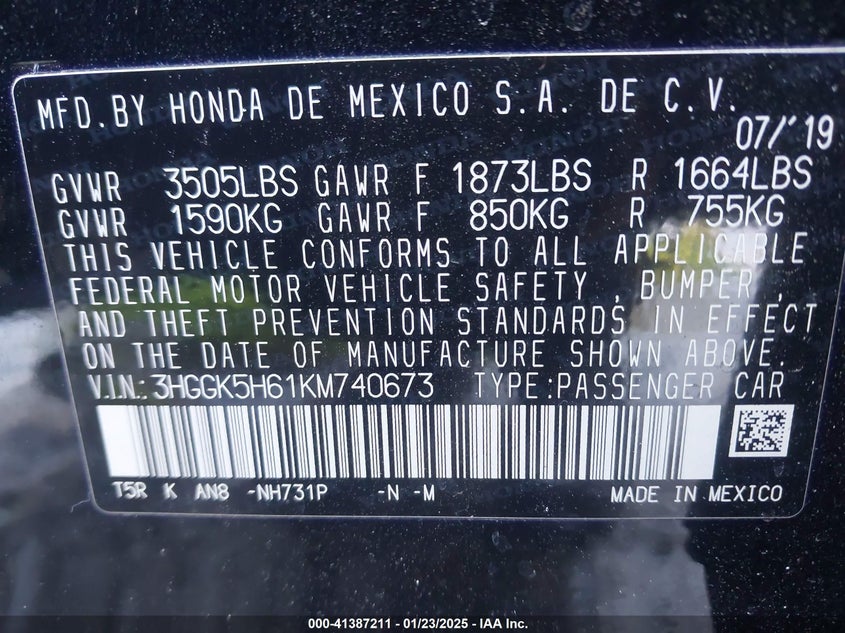 MFD.BY HONDA DE MEXICO S.A. DE C.V.
07/'19
GVWR 3505LBS GAWR F 1873LBS R 1664LBS
GVWR 1590KG GAWR F 850KG R 755KG
THIS VEHICLE CONFORMS TO ALL APPLICABLE
FEDERAL MOTOR VEHICLE SAFETY , BUMPER ,
AND THEFT PREVENTION STANDARDS IN EFFECT
ON THE DATE OF MANUFACTURE SHOWN ABOVE.
V.I.N.: 3HGGK5H61KM740673 TYPE:PASSENGER CAR
T5R K AN8 -NH731P -N -M MADE IN MEXICO
000-41387211 - 01/23/2025 - IAA Inc.